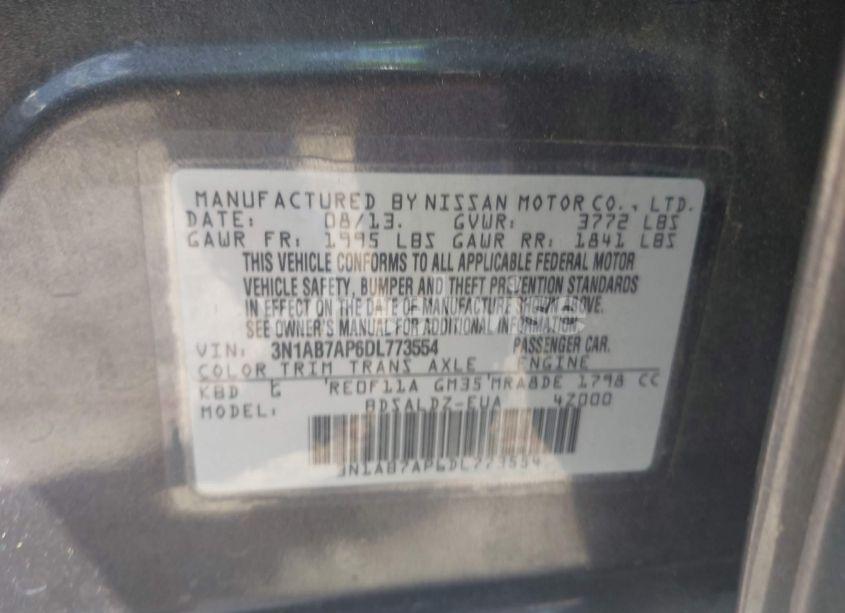 MANUFACTURED BY NISSAN MOTOR CO., LTD.
DATE: 08/13. GVWR: 3772 LBS
GAWR FR: 1995 LBS GAWR RR: 1841 LBS
THIS VEHICLE CONFORMS TO ALL APPLICABLE FEDERAL MOTOR
VEHICLE SAFETY, BUMPER AND THEFT PREVENTION STANDARDS
IN EFFECT ON THE DATE OF MANUFACTURE SHOWN ABOVE.
SEE OWNER'S MANUAL FOR ADDITIONAL INFORMATION.
VIN: 3N1AB7AP6DL773554 PASSENGER CAR.
COLOR TRIM TRANS AXLE ENGINE
KBD G RE0F11A GM35 MRA8DE 1798 CC
MODEL: BDSALDZ-EUA 4Z000
3N1AB7AP6DL773554